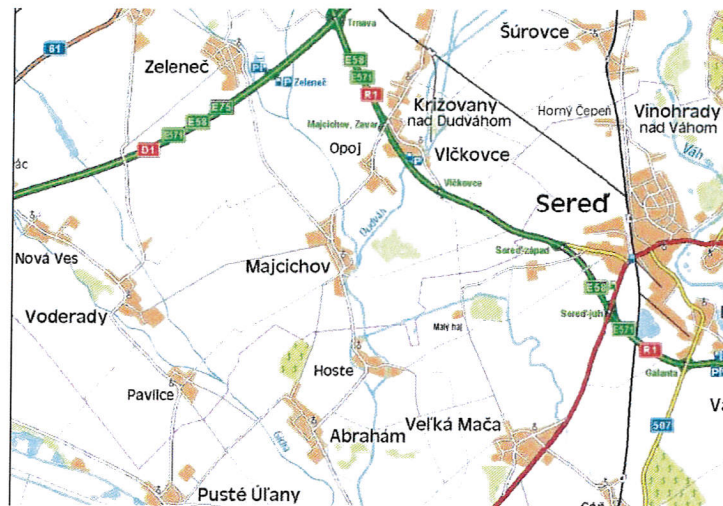 61
Trnava
Šúrovce
Zeleneč
Zeleneč
E58
E571
R1
E75
E58
E571
D1
Križovany
nad Dudváhom
Horný Čepeň
Vinohrady
nad Váhom
Majcichov, Zavar
Opoj
Vlčkovce
Váh
Vlčkovce
Sereď
Dudváh
Nová Ves
Majcichov
Sereď-západ
Voderady
E58
Sereď-juh
E571
Malý háj
R1
Hoste
Galanta
Pavlice
Abrahám
Veľká Mača
507
Pusté Úľany